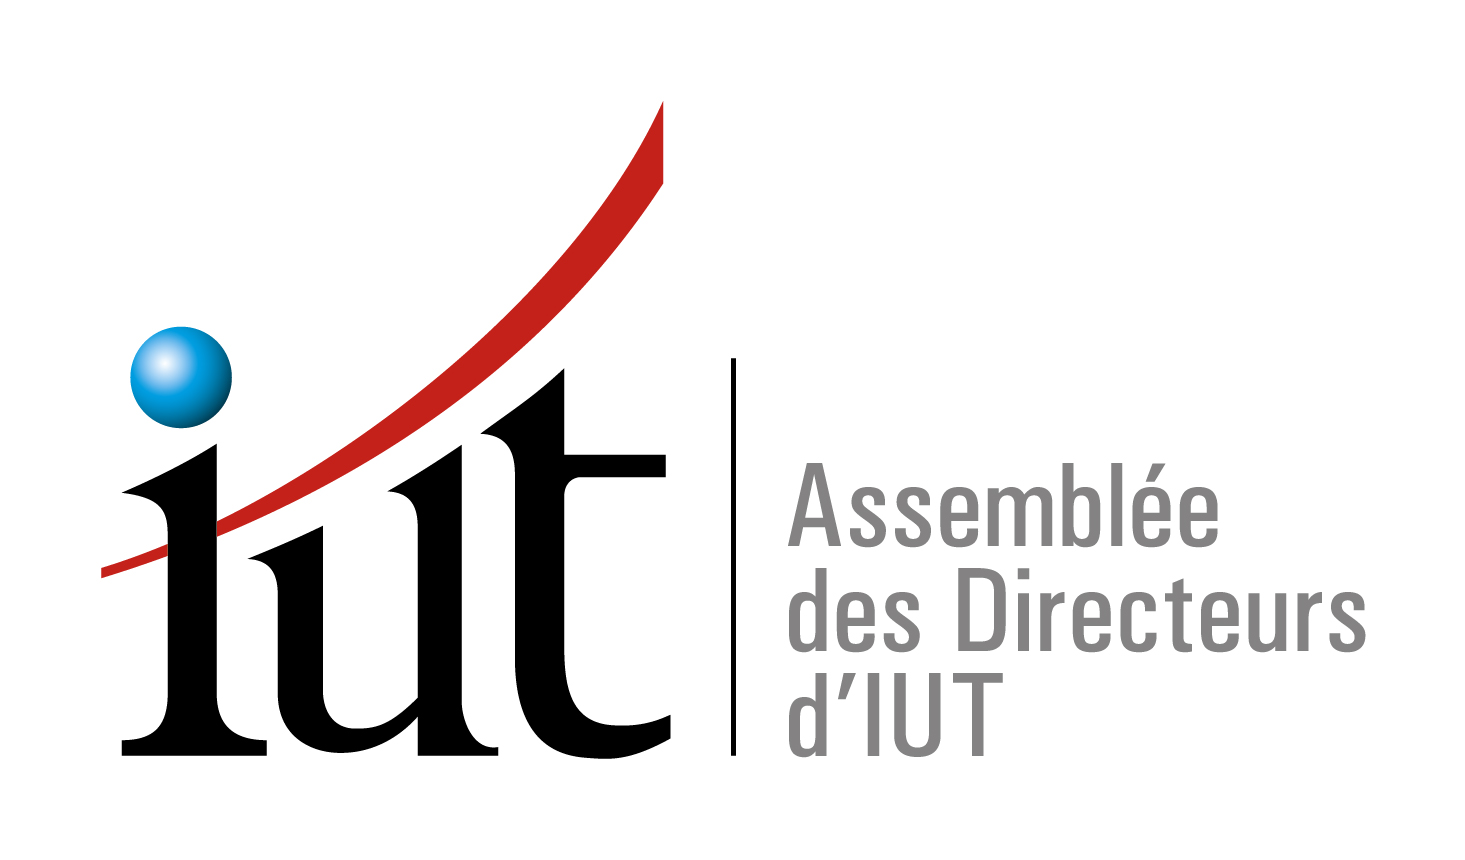 iut
Assemblée
des Directeurs
d'IUT